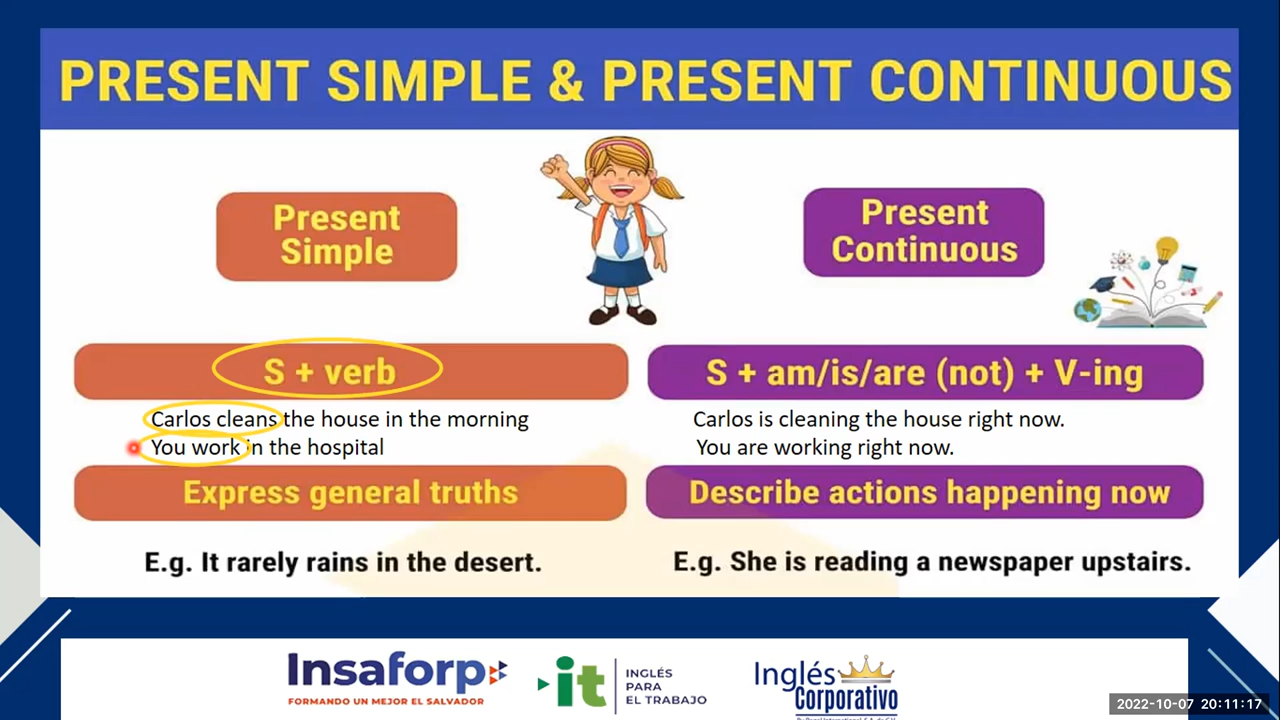 PRESENT SIMPLE & PRESENT CONTINUOUS
Present
Simple
Present
Continuous
S + verb
S + am/is/are (not) + V-ing
Carlos cleans the house in the morning
Carlos is cleaning the house right now.
You work in the hospital
You are working right now.
Express general truths
Describe actions happening now
E.g. It rarely rains in the desert.
E.g. She is reading a newspaper upstairs.
Insaforp
FORMANDO UN MEJOR EL SALVADOR
it
INGLÉS
PARA
EL TRABAJO
Inglés
Corporativo
2022-10-07 20:11:17